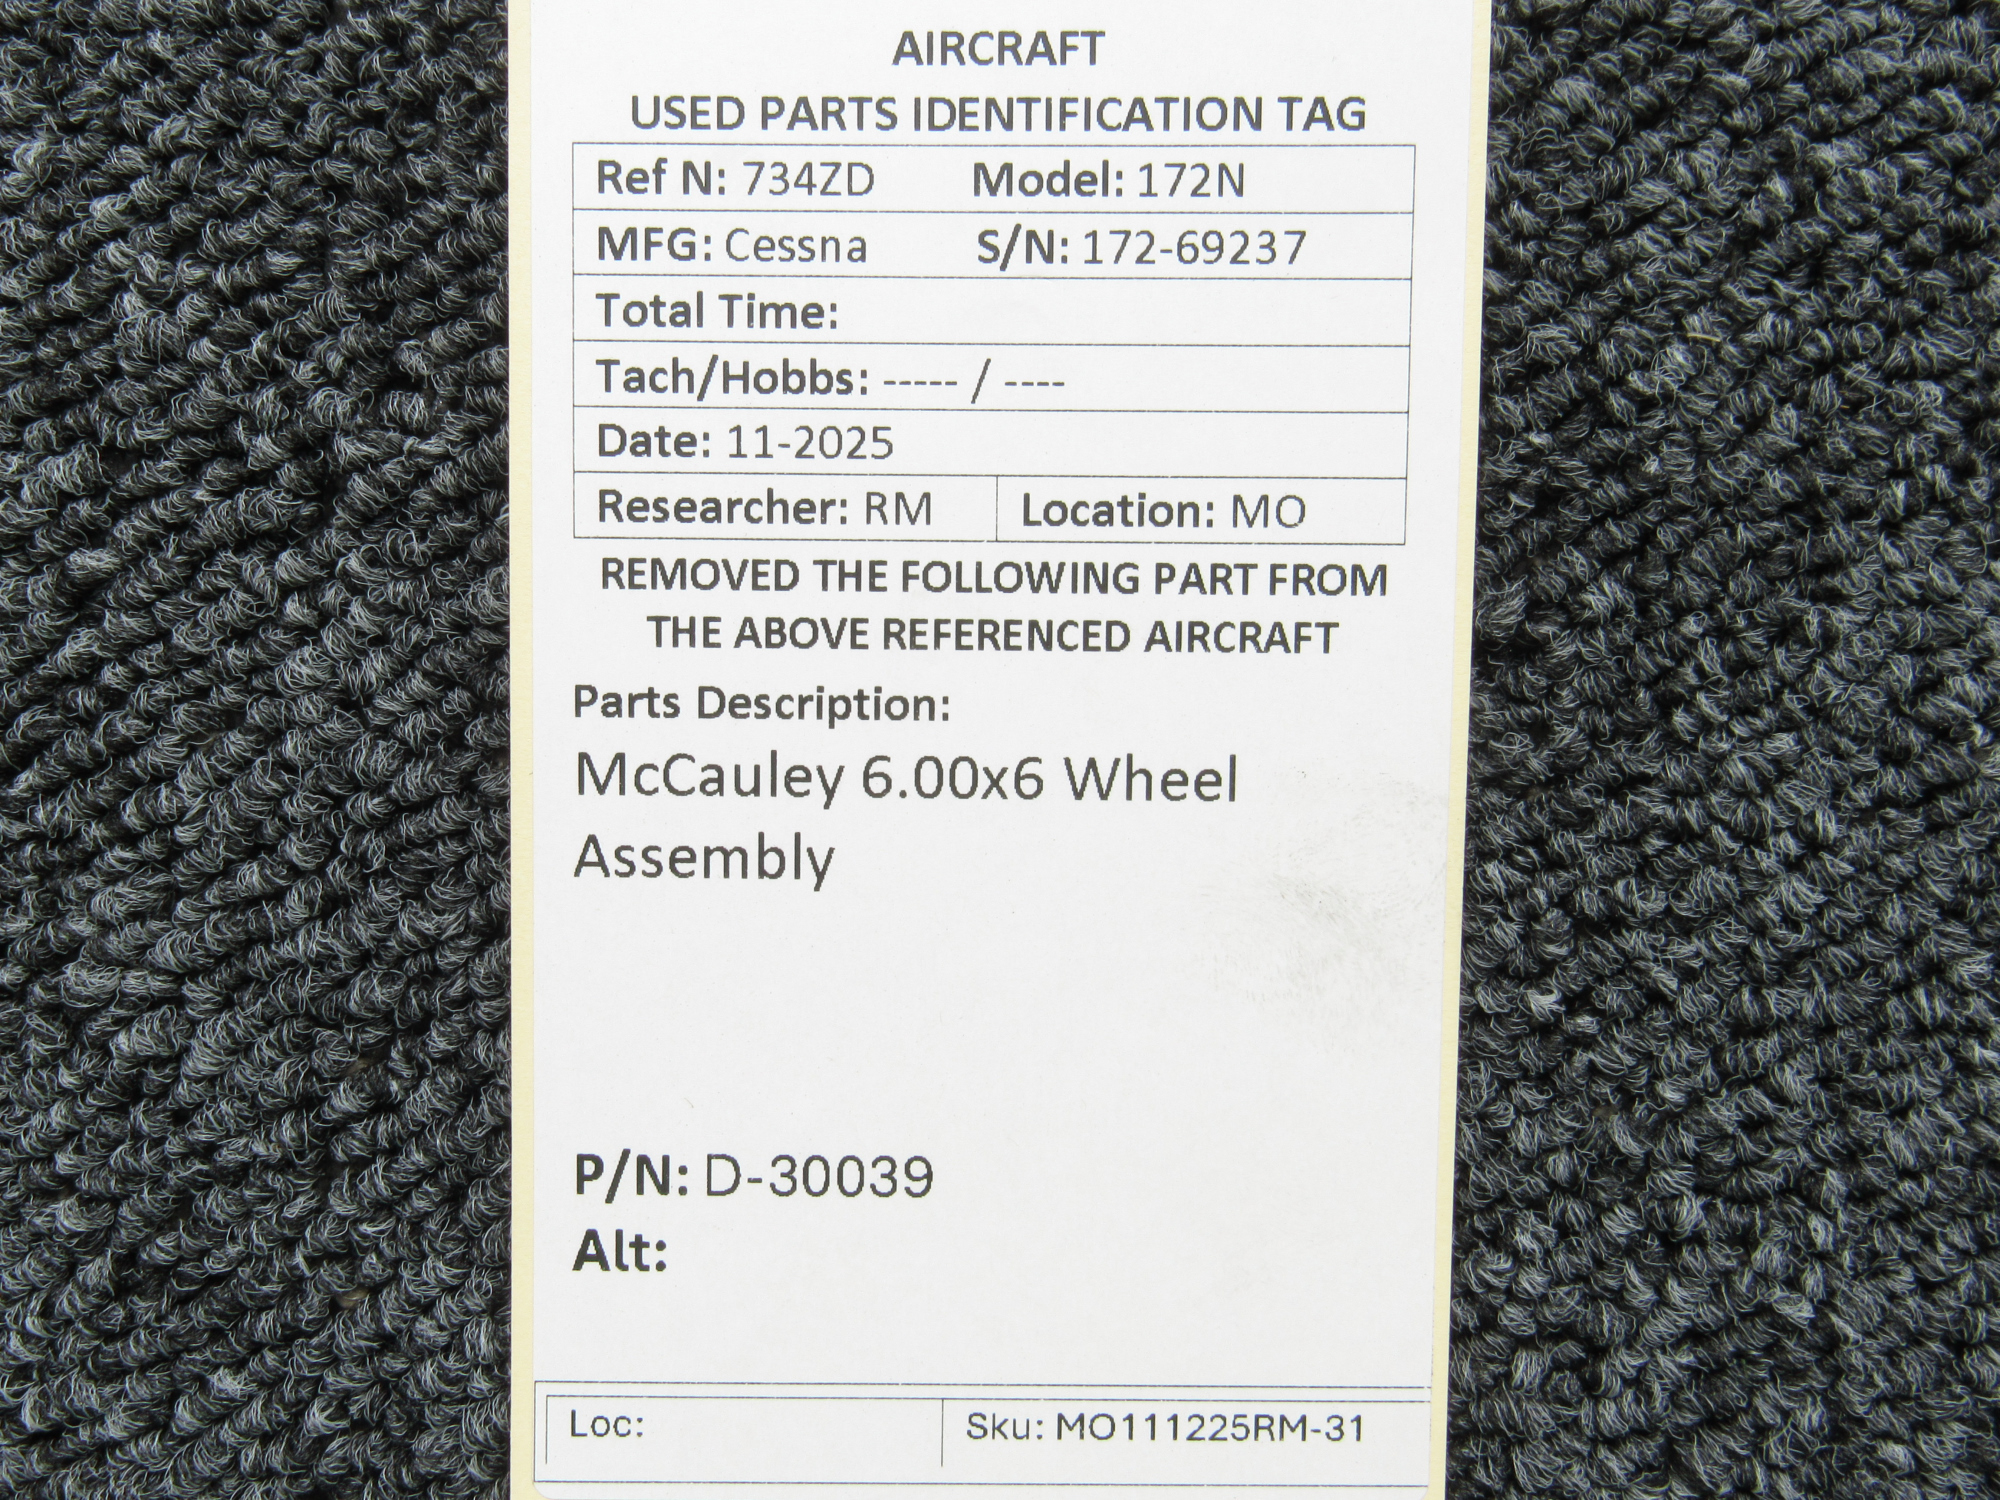 AIRCRAFT
USED PARTS IDENTIFICATION TAG
Ref N: 734ZD Model: 172N
MFG: Cessna S/N: 172-69237
Total Time:
Tach/Hobbs: ----- / ----
Date: 11-2025
Researcher: RM Location: MO
REMOVED THE FOLLOWING PART FROM
THE ABOVE REFERENCED AIRCRAFT
Parts Description:
McCauley 6.00x6 Wheel
Assembly
P/N: D-30039
Alt:
Loc: Sku: MO111225RM-31